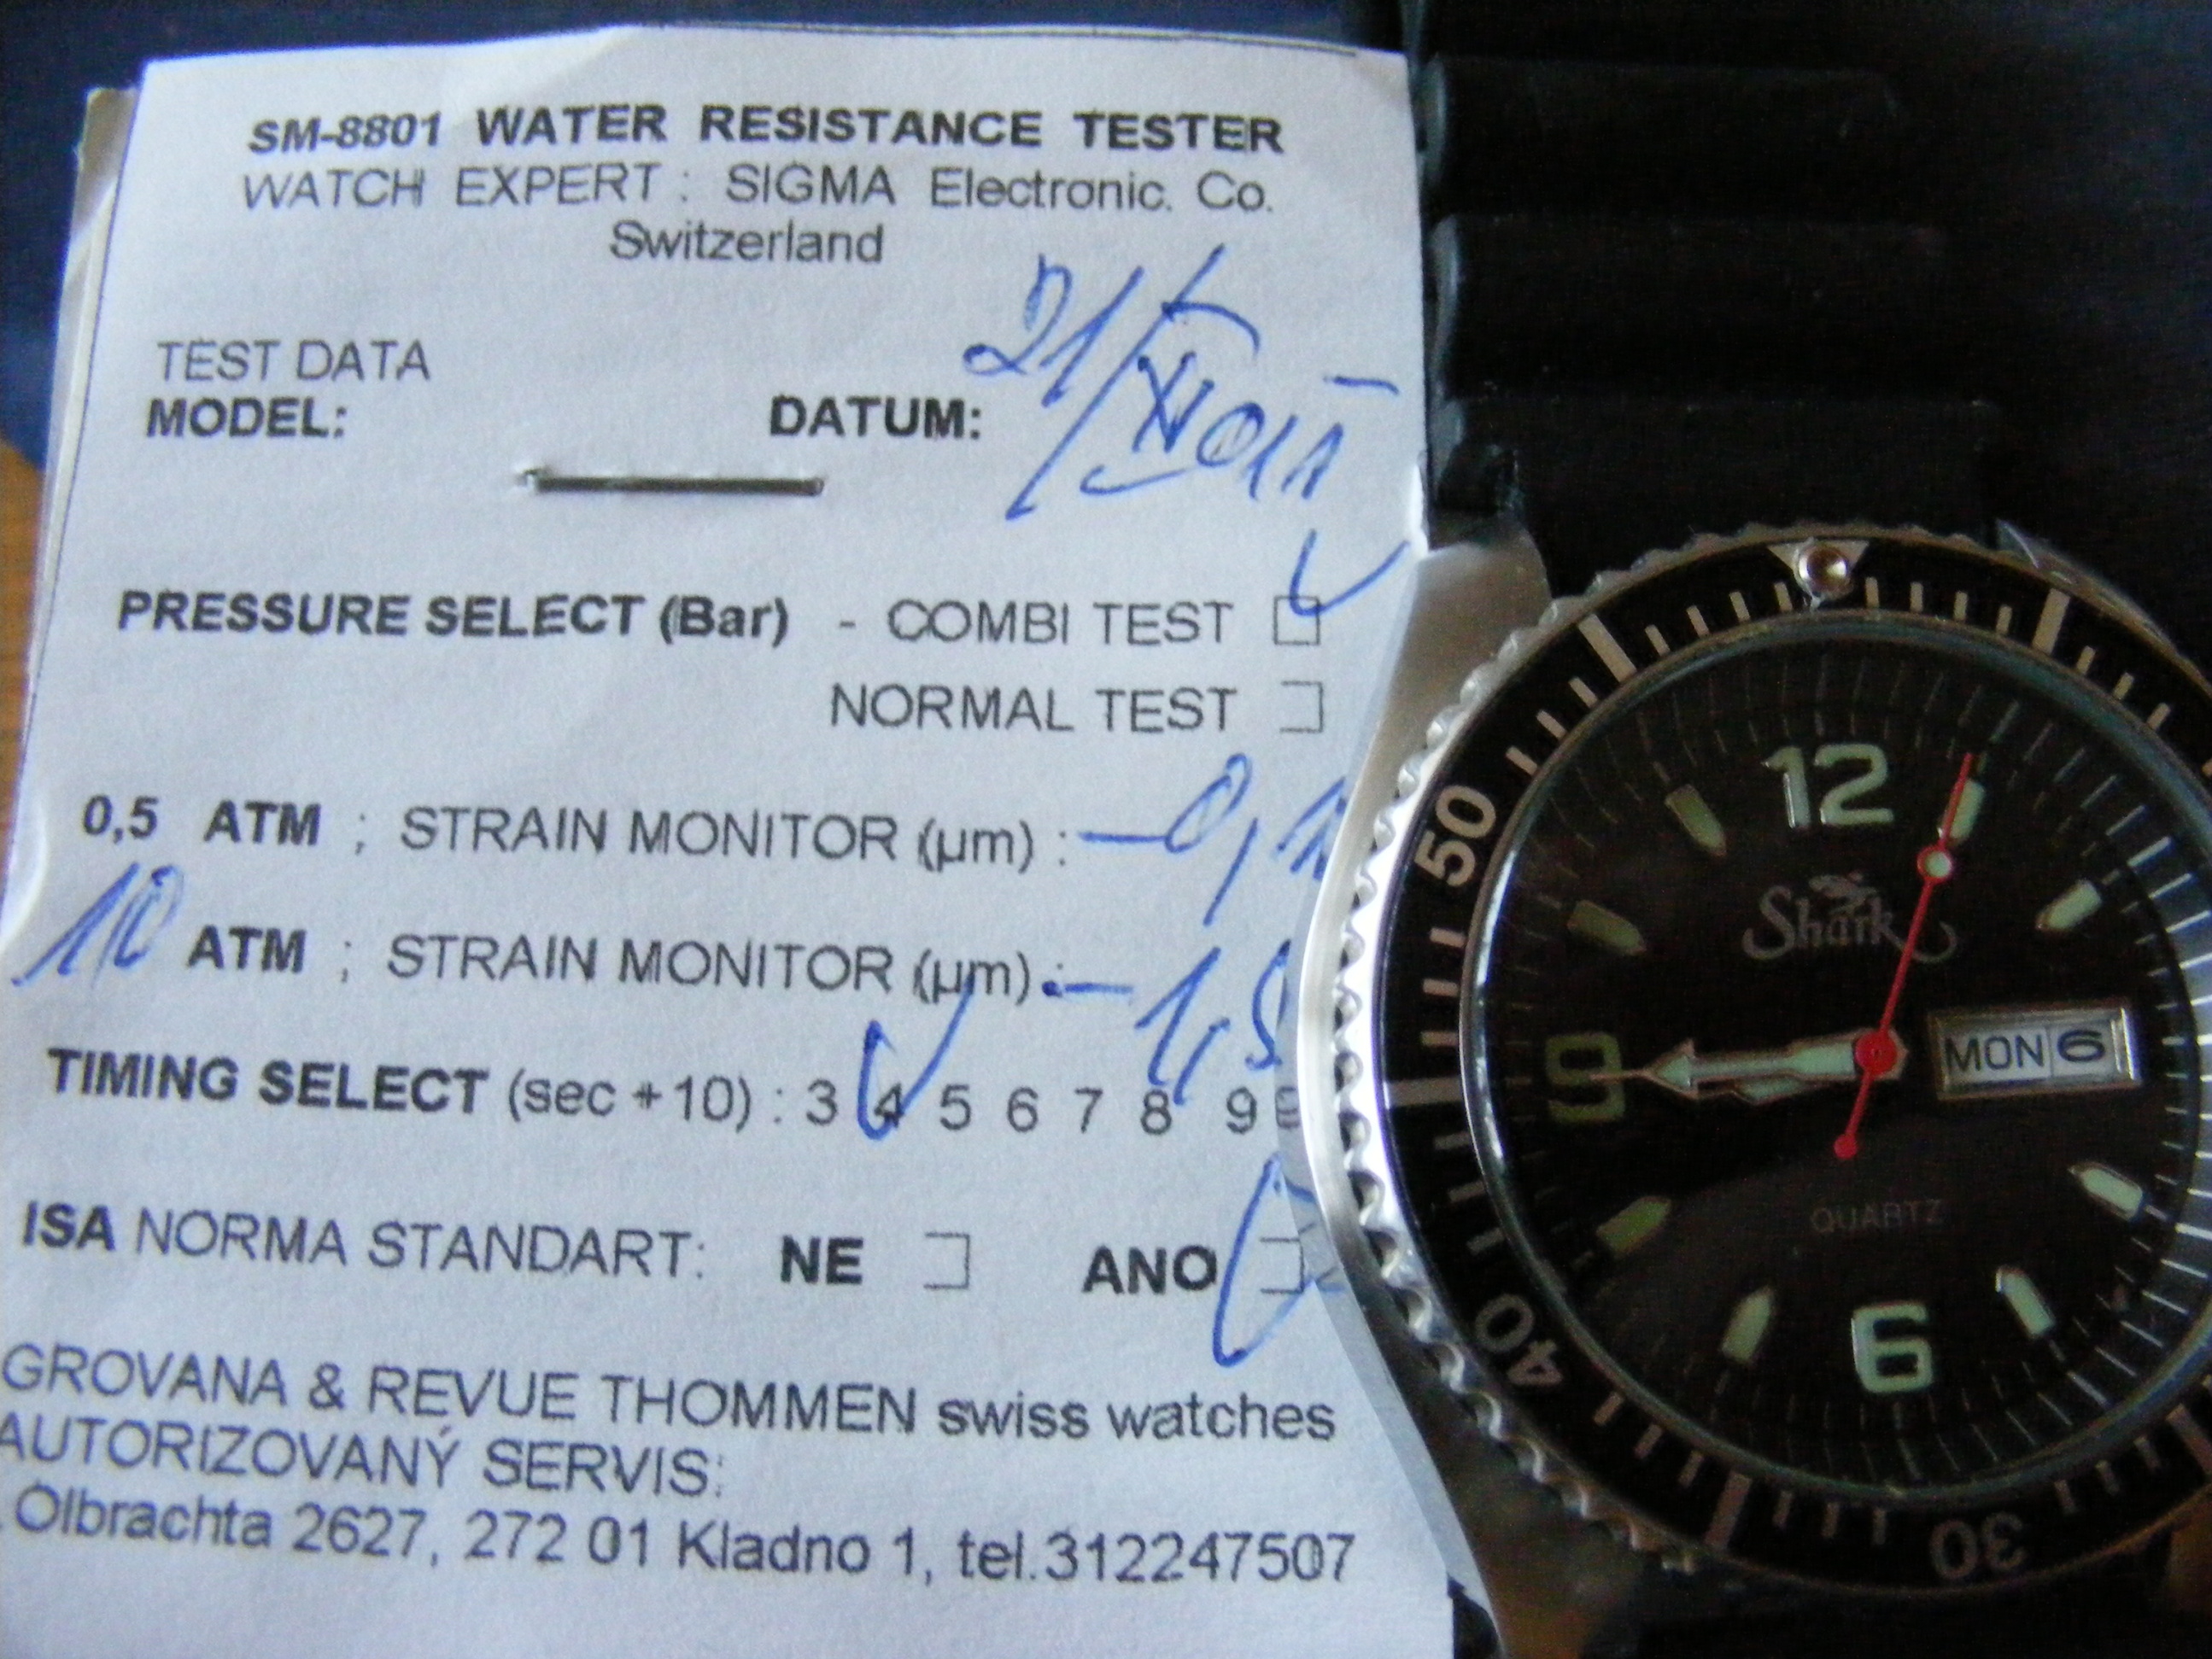 SM-8801 WATER RESISTANCE TESTER
WATCH EXPERT : SIGMA Electronic. Co.
Switzerland
TEST DATA
MODEL: DATUM: 21/
PRESSURE SELECT (Bar) - COMBI TEST
NORMAL TEST
0,5 ATM ; STRAIN MONITOR (µm) :
10 ATM ; STRAIN MONITOR (µm) :
TIMING SELECT (sec + 10) : 3 4 5 6 7 8 9
ISA NORMA STANDART: NE ANO
GROVANA & REVUE THOMMEN swiss watches
AUTORIZOVANÝ SERVIS:
Olbrachta 2627, 272 01 Kladno 1, tel.312247507
12
50
Shark
9
MON 6
QUARTZ
40
6
30